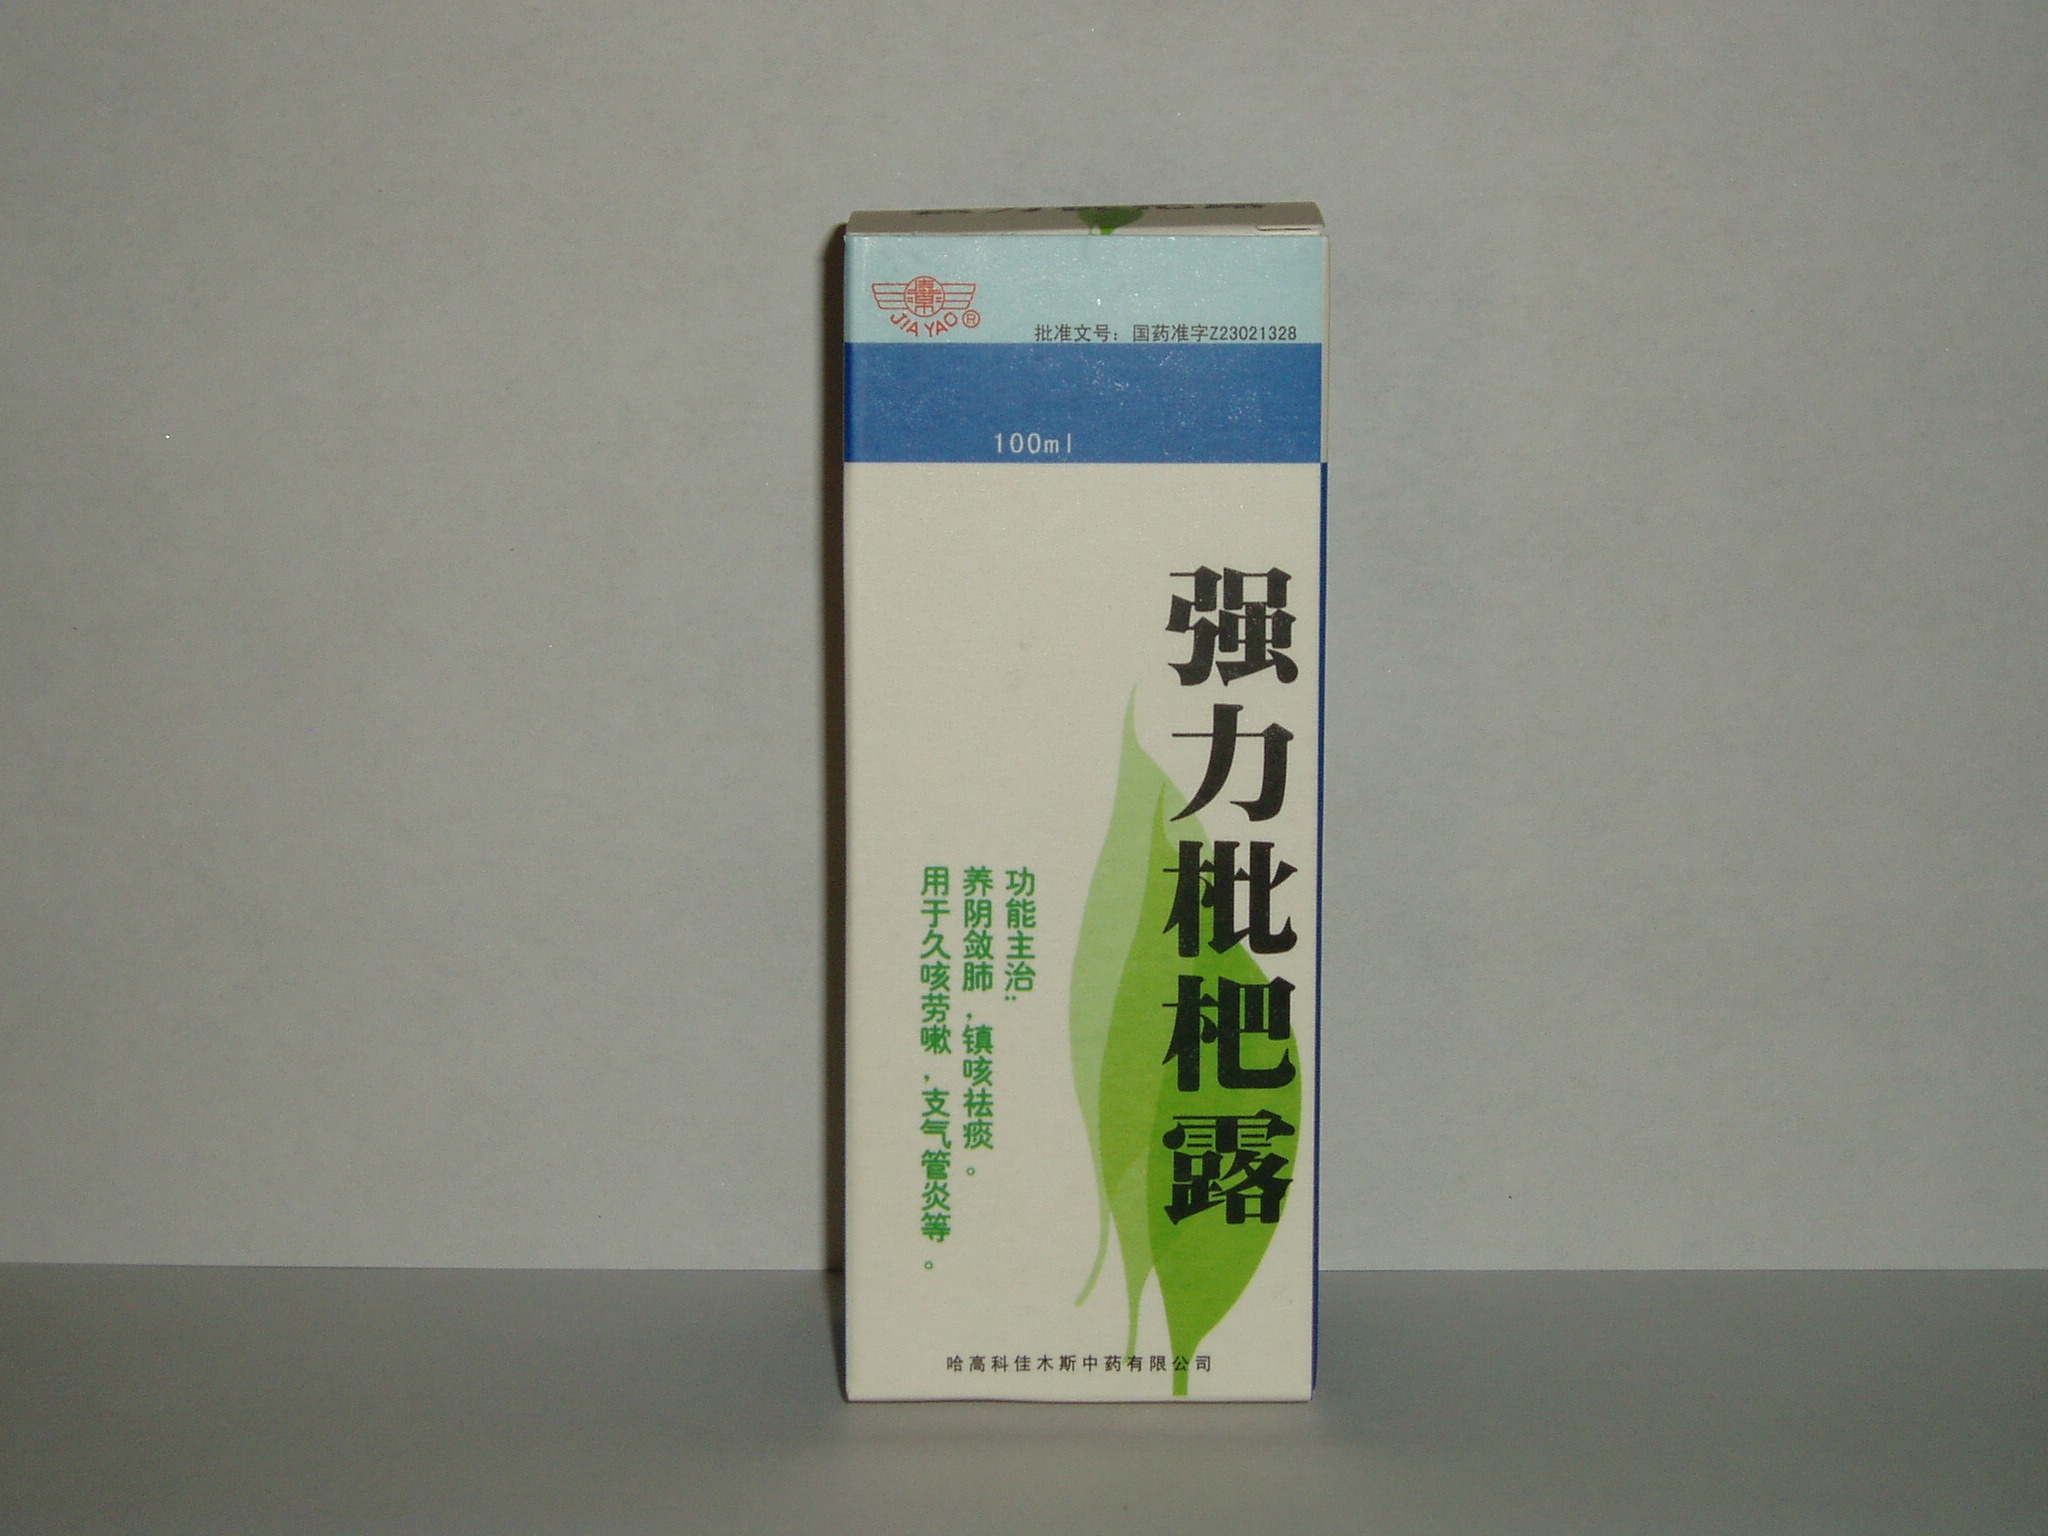 JIA YAO®
批准文号：国药准字Z23021328
100ml
强力枇杷露
功能主治：
养阴敛肺，镇咳祛痰。
用于久咳劳嗽，支气管炎等。
哈高科佳木斯中药有限公司